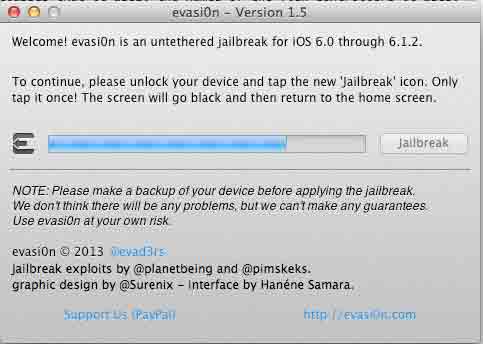 evasi0n – Version 1.5
Welcome! evasi0n is an untethered jailbreak for iOS 6.0 through 6.1.2.
To continue, please unlock your device and tap the new 'Jailbreak' icon. Only
tap it once! The screen will go black and then return to the home screen.
Jailbreak
NOTE: Please make a backup of your device before applying the jailbreak.
We don't think there will be any problems, but we can't make any guarantees.
Use evasi0n at your own risk.
evasi0n © 2013 @evad3rs
Jailbreak exploits by @planetbeing and @pimskeks.
graphic design by @Surenix – Interface by Hanéne Samara.
Support Us (PayPal)
http://evasi0n.com